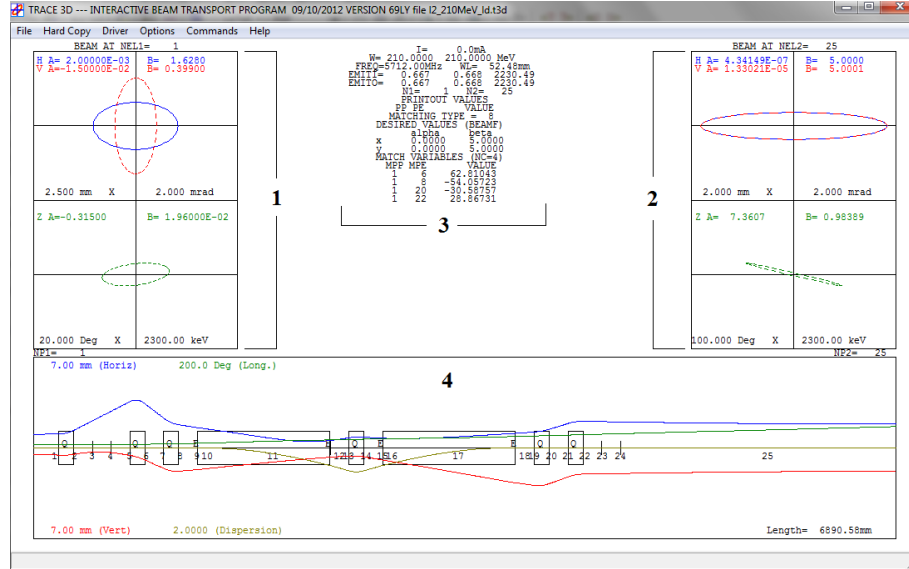 TRACE 3D --- INTERACTIVE BEAM TRANSPORT PROGRAM 09/10/2012 VERSION 69LY file l2_210MeV_ld.t3d
File Hard Copy Driver Options Commands Help
BEAM AT NEL1= 1
H A= 2.00000E-03 B= 1.6280
V A=-1.50000E-02 B= 0.39900
2.500 mm X 2.000 mrad
Z A=-0.31500 B= 1.96000E-02
20.000 Deg X 2300.00 keV
NP1= 1
1
I= 0.0mA
W= 210.0000 210.0000 MeV
FREQ=5712.00MHz WL= 52.48mm
EMITI= 0.667 0.668 2230.49
EMITO= 0.667 0.668 2230.49
N1= 1 N2= 25
PRINTOUT VALUES
PP PE VALUE
MATCHING TYPE = 8
DESIRED VALUES (BEAMF)
alpha beta
x 0.0000 5.0000
y 0.0000 5.0000
MATCH VARIABLES (NC=4)
MPP MPE VALUE
1 6 62.81043
1 8 -54.05723
1 20 -30.58757
1 22 28.86731
3
2
BEAM AT NEL2= 25
H A= 4.34149E-07 B= 5.0000
V A= 1.33021E-05 B= 5.0001
2.000 mm X 2.000 mrad
Z A= 7.3607 B= 0.98389
100.000 Deg X 2300.00 keV
NP2= 25
7.00 mm (Horiz) 200.0 Deg (Long.)
4
Q Q Q E E Q E E Q Q
1 2 3 4 5 6 7 8 9 10 11 12 13 14 15 16 17 18 19 20 21 22 23 24 25
7.00 mm (Vert) 2.0000 (Dispersion) Length= 6890.58mm